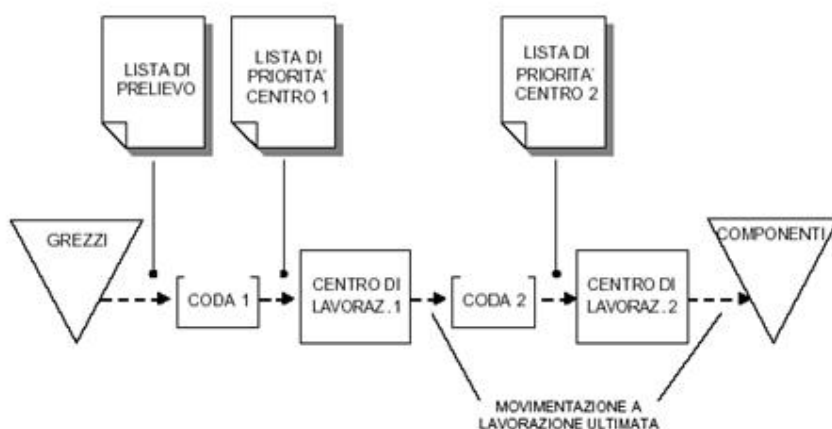 LISTA DI
PRELIEVO
LISTA DI
PRIORITA'
CENTRO 1
LISTA DI
PRIORITA'
CENTRO 2
GREZZI
CODA 1
CENTRO DI
LAVORAZ.1
CODA 2
CENTRO DI
LAVORAZ.2
COMPONENTI
MOVIMENTAZIONE A
LAVORAZIONE ULTIMATA